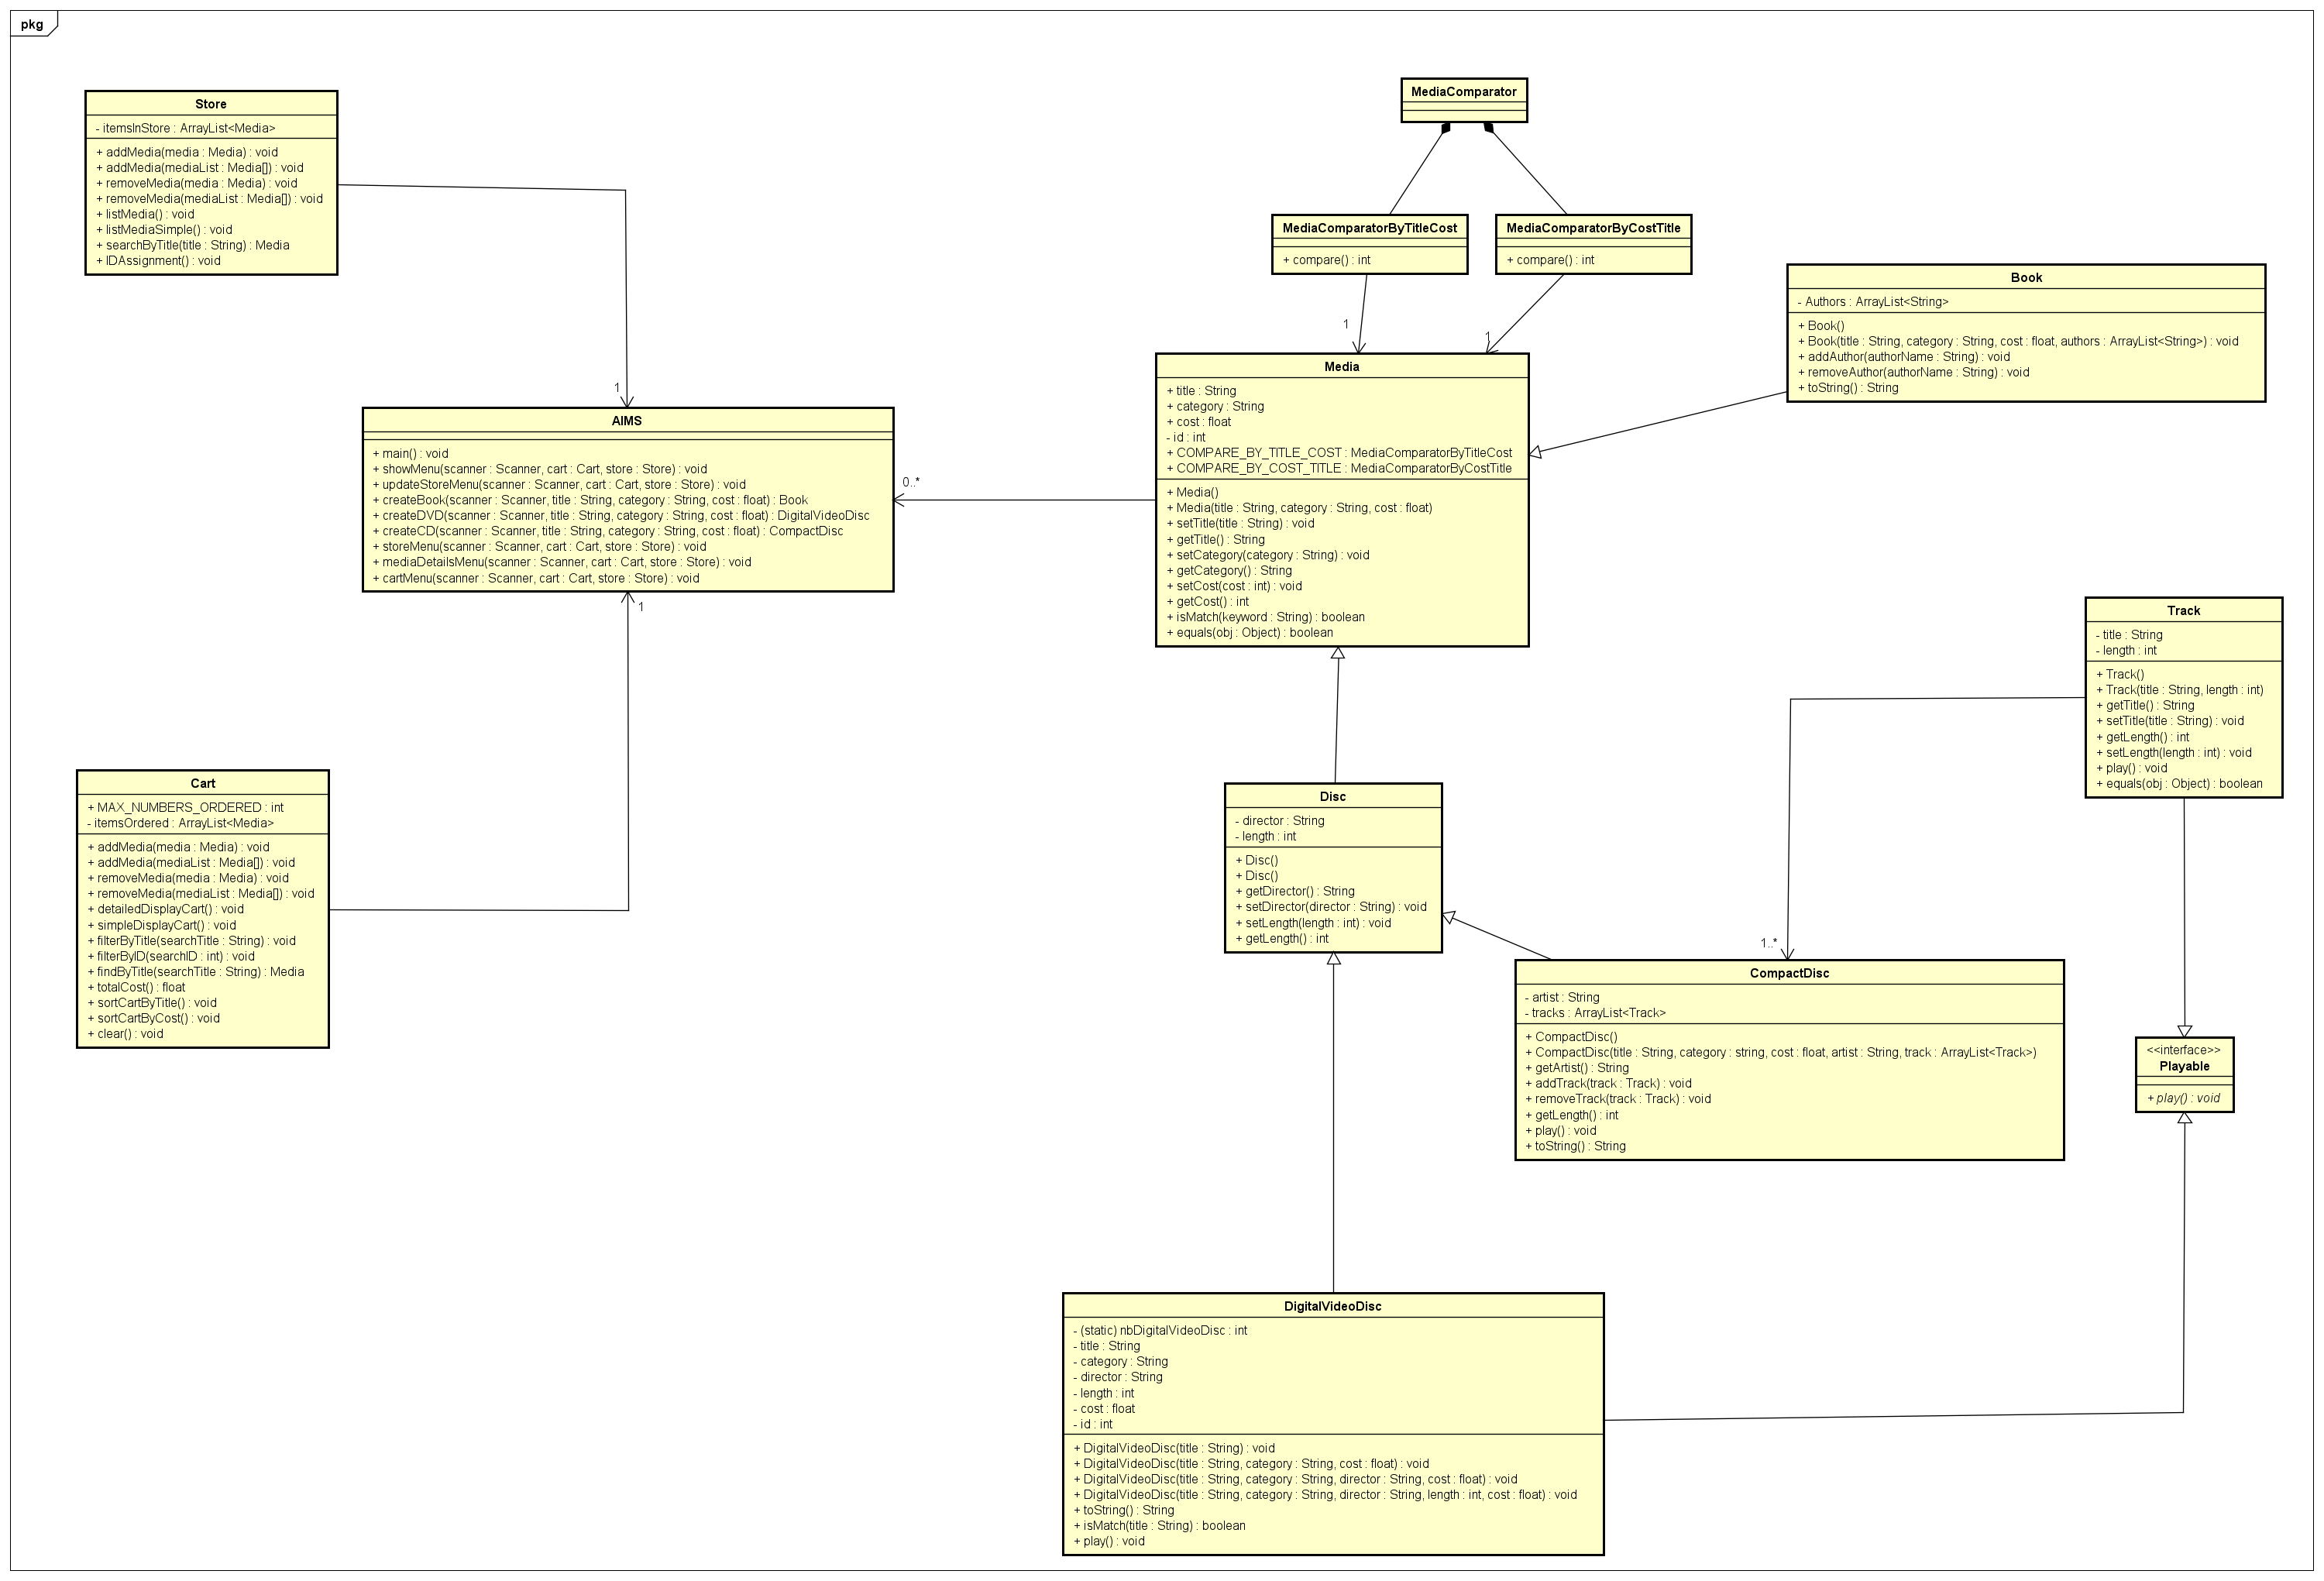 pkg
Store
- itemsInStore : ArrayList<Media>
+ addMedia(media : Media) : void
+ addMedia(mediaList : Media[]) : void
+ removeMedia(media : Media) : void
+ removeMedia(mediaList : Media[]) : void
+ listMedia() : void
+ listMediaSimple() : void
+ searchByTitle(title : String) : Media
+ IDAssignment() : void
MediaComparator
MediaComparatorByTitleCost
+ compare() : int
MediaComparatorByCostTitle
+ compare() : int
Book
- Authors : ArrayList<String>
+ Book()
+ Book(title : String, category : String, cost : float, authors : ArrayList<String>) : void
+ addAuthor(authorName : String) : void
+ removeAuthor(authorName : String) : void
+ toString() : String
1
1
1
AIMS
+ main() : void
+ showMenu(scanner : Scanner, cart : Cart, store : Store) : void
+ updateStoreMenu(scanner : Scanner, cart : Cart, store : Store) : void
+ createBook(scanner : Scanner, title : String, category : String, cost : float) : Book
+ createDVD(scanner : Scanner, title : String, category : String, cost : float) : DigitalVideoDisc
+ createCD(scanner : Scanner, title : String, category : String, cost : float) : CompactDisc
+ storeMenu(scanner : Scanner, cart : Cart, store : Store) : void
+ mediaDetailsMenu(scanner : Scanner, cart : Cart, store : Store) : void
+ cartMenu(scanner : Scanner, cart : Cart, store : Store) : void
0..*
1
Media
+ title : String
+ category : String
+ cost : float
- id : int
+ COMPARE_BY_TITLE_COST : MediaComparatorByTitleCost
+ COMPARE_BY_COST_TITLE : MediaComparatorByCostTitle
+ Media()
+ Media(title : String, category : String, cost : float)
+ setTitle(title : String) : void
+ getTitle() : String
+ setCategory(category : String) : void
+ getCategory() : String
+ setCost(cost : int) : void
+ getCost() : int
+ isMatch(keyword : String) : boolean
+ equals(obj : Object) : boolean
Track
- title : String
- length : int
+ Track()
+ Track(title : String, length : int)
+ getTitle() : String
+ setTitle(title : String) : void
+ getLength() : int
+ setLength(length : int) : void
+ play() : void
+ equals(obj : Object) : boolean
Cart
+ MAX_NUMBERS_ORDERED : int
- itemsOrdered : ArrayList<Media>
+ addMedia(media : Media) : void
+ addMedia(mediaList : Media[]) : void
+ removeMedia(media : Media) : void
+ removeMedia(mediaList : Media[]) : void
+ detailedDisplayCart() : void
+ simpleDisplayCart() : void
+ filterByTitle(searchTitle : String) : void
+ filterByID(searchID : int) : void
+ findByTitle(searchTitle : String) : Media
+ totalCost() : float
+ sortCartByTitle() : void
+ sortCartByCost() : void
+ clear() : void
Disc
- director : String
- length : int
+ Disc()
+ Disc()
+ getDirector() : String
+ setDirector(director : String) : void
+ setLength(length : int) : void
+ getLength() : int
1..*
CompactDisc
- artist : String
- tracks : ArrayList<Track>
+ CompactDisc()
+ CompactDisc(title : String, category : string, cost : float, artist : String, track : ArrayList<Track>)
+ getArtist() : String
+ addTrack(track : Track) : void
+ removeTrack(track : Track) : void
+ getLength() : int
+ play() : void
+ toString() : String
<<interface>>
Playable
+ play() : void
DigitalVideoDisc
- (static) nbDigitalVideoDisc : int
- title : String
- category : String
- director : String
- length : int
- cost : float
- id : int
+ DigitalVideoDisc(title : String) : void
+ DigitalVideoDisc(title : String, category : String, cost : float) : void
+ DigitalVideoDisc(title : String, category : String, director : String, cost : float) : void
+ DigitalVideoDisc(title : String, category : String, director : String, length : int, cost : float) : void
+ toString() : String
+ isMatch(title : String) : boolean
+ play() : void